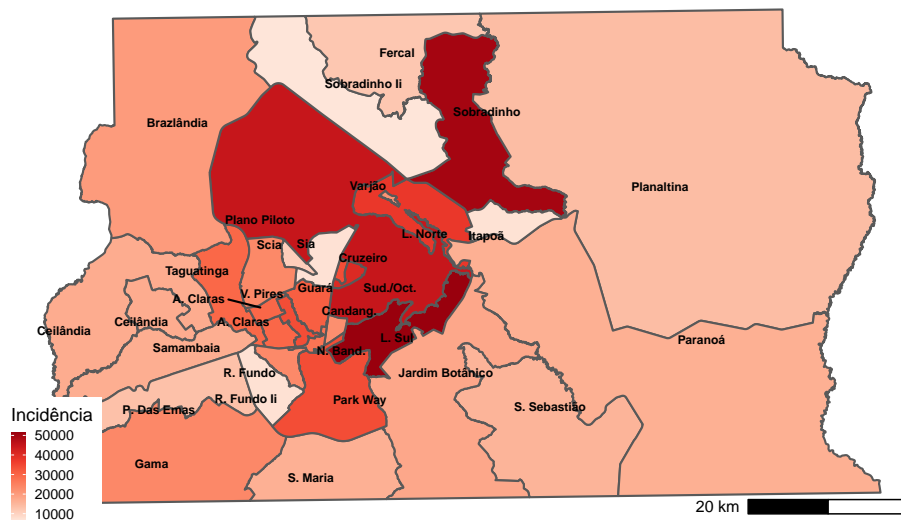 Fercal
Sobradinho Ii
Sobradinho
Brazlândia
Varjão
Planaltina
Plano Piloto
L. Norte
Itapoã
Scia
Sia
Cruzeiro
Taguatinga
Guará
Sud./Oct.
V. Pires
A. Claras
Candang.
Ceilândia
Ceilândia
A. Claras
L. Sul
Paranoá
Samambaia
N. Band.
R. Fundo
Jardim Botânico
R. Fundo Ii
Park Way
P. Das Emas
S. Sebastião
Gama
S. Maria
Incidência
50000
40000
30000
20000
10000
20 km